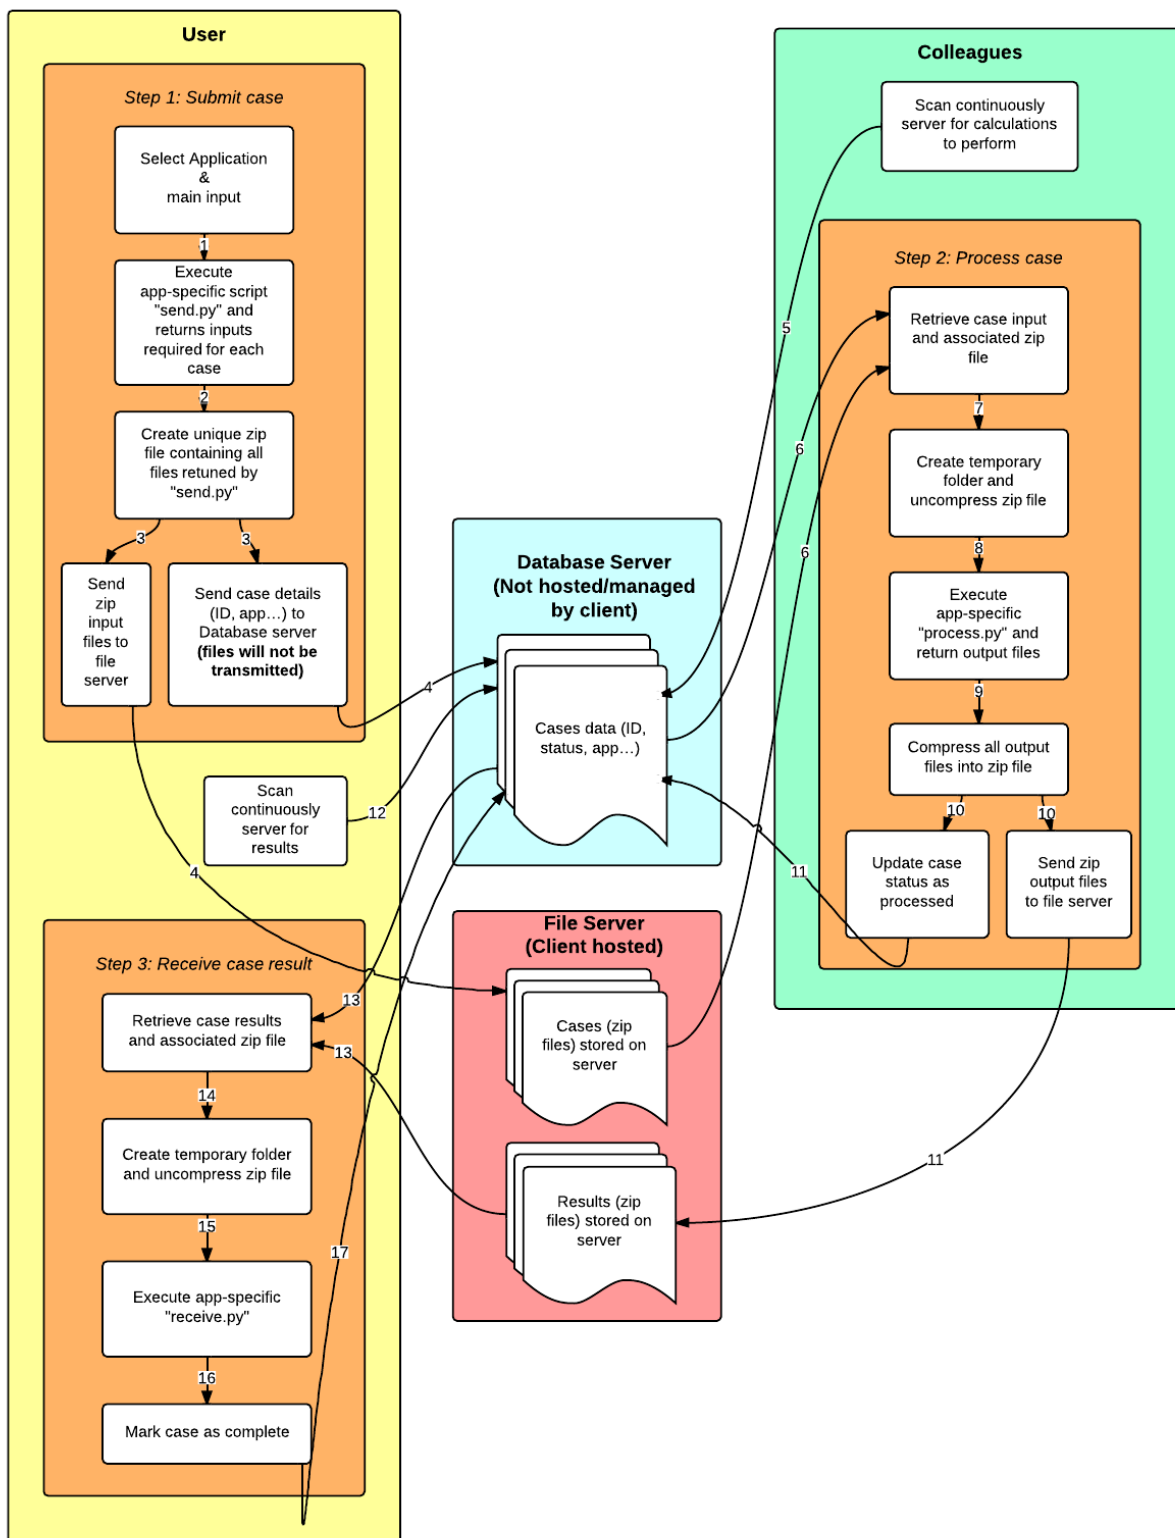 User
Step 1: Submit case
Select Application
&
main input
1
Execute
app-specific script
"send.py" and
returns inputs
required for each
case
2
Create unique zip
file containing all
files retuned by
"send.py"
3
3
Send
zip
input
files to
file
server
Send case details
(ID, app...) to
Database server
(files will not be
transmitted)
4
4
Scan
continuously
server for
results
12
Step 3: Receive case result
Retrieve case results
and associated zip file
13
13
14
Create temporary folder
and uncompress zip file
15
Execute app-specific
"receive.py"
16
Mark case as complete
17
Database Server
(Not hosted/managed
by client)
Cases data (ID,
status, app...)
File Server
(Client hosted)
Cases (zip
files) stored on
server
Results (zip
files) stored on
server
Colleagues
Scan continuously
server for calculations
to perform
5
Step 2: Process case
Retrieve case input
and associated zip
file
6
6
7
Create temporary
folder and
uncompress zip file
8
Execute
app-specific
"process.py" and
return output files
9
Compress all output
files into zip file
10
10
Update case
status as
processed
Send zip
output files
to file server
11
11